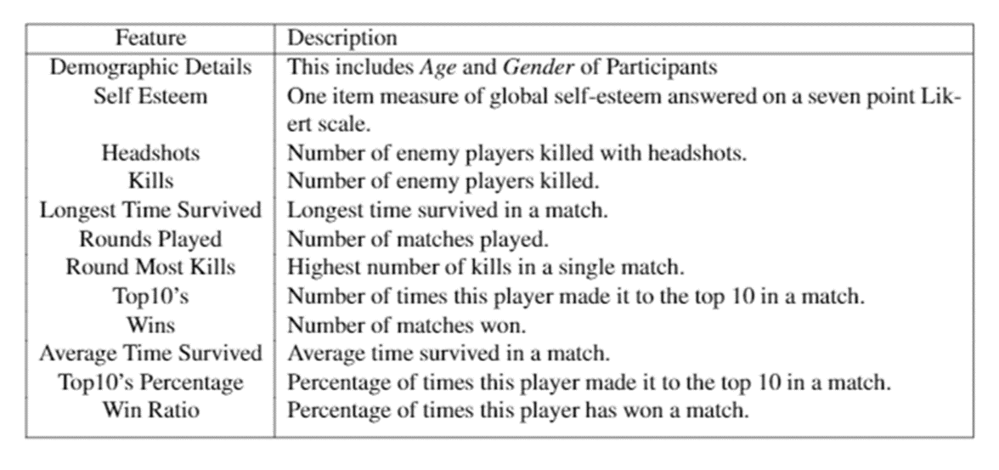 Feature Description
Demographic Details This includes Age and Gender of Participants
Self Esteem One item measure of global self-esteem answered on a seven point Lik-
ert scale.
Headshots Number of enemy players killed with headshots.
Kills Number of enemy players killed.
Longest Time Survived Longest time survived in a match.
Rounds Played Number of matches played.
Round Most Kills Highest number of kills in a single match.
Top10's Number of times this player made it to the top 10 in a match.
Wins Number of matches won.
Average Time Survived Average time survived in a match.
Top10's Percentage Percentage of times this player made it to the top 10 in a match.
Win Ratio Percentage of times this player has won a match.